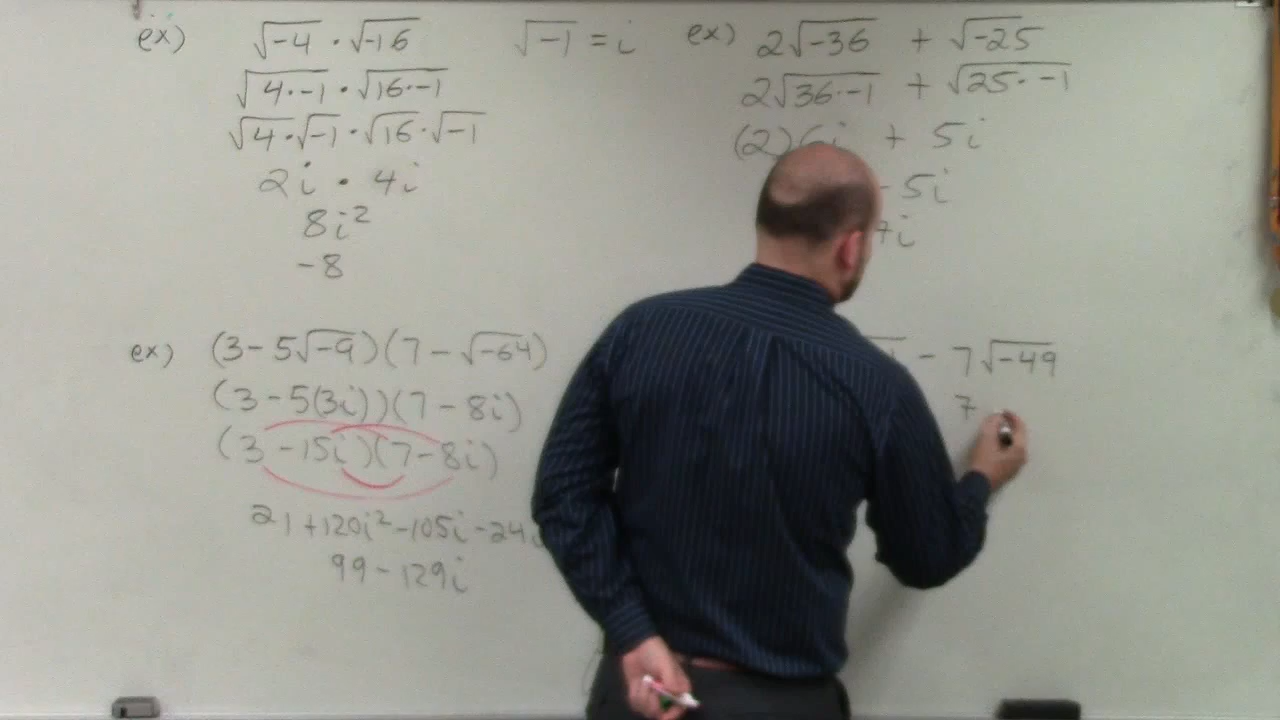 ex) √-4 · √-16
√4·-1 · √16·-1
√4·√-1 · √16·√-1
2i · 4i
8i²
-8
√-1 = i
ex) 2√-36 + √-25
2√36·-1 + √25·-1
(2)6i + 5i
5i
7i
ex) (3-5√-9)(7-√-64)
(3-5(3i))(7-8i)
(3-15i)(7-8i)
21+120i²-105i-24i
99-129i
- 7√-49
7